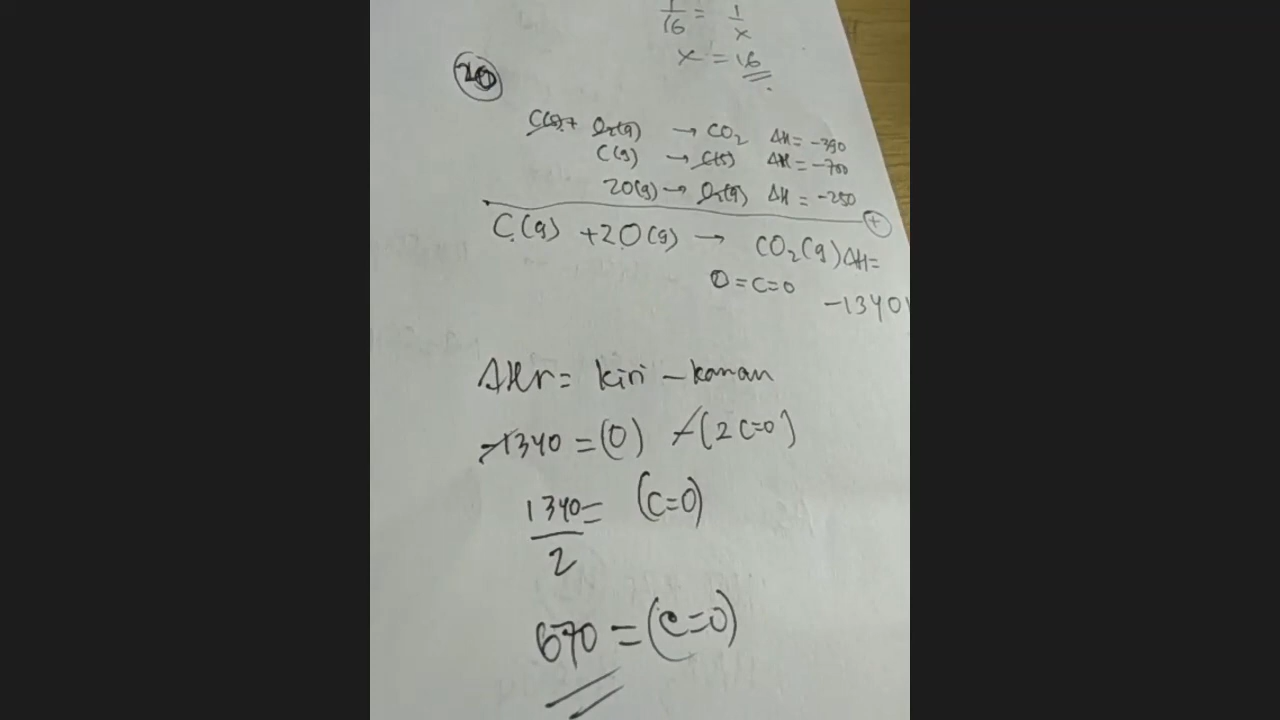 1/16 = 1/x
x = 16
20
C(s) + O₂(g) → CO₂ ΔH = -390
C(g) → C(s) ΔH = -700
2O(g) → O₂(g) ΔH = -250
+
C(g) + 2O(g) → CO₂(g) ΔH =
O=C=O -1340
ΔHr = kiri - kanan
-1340 = (0) - (2 C=O)
1340/2 = (C=O)
670 = (C=O)